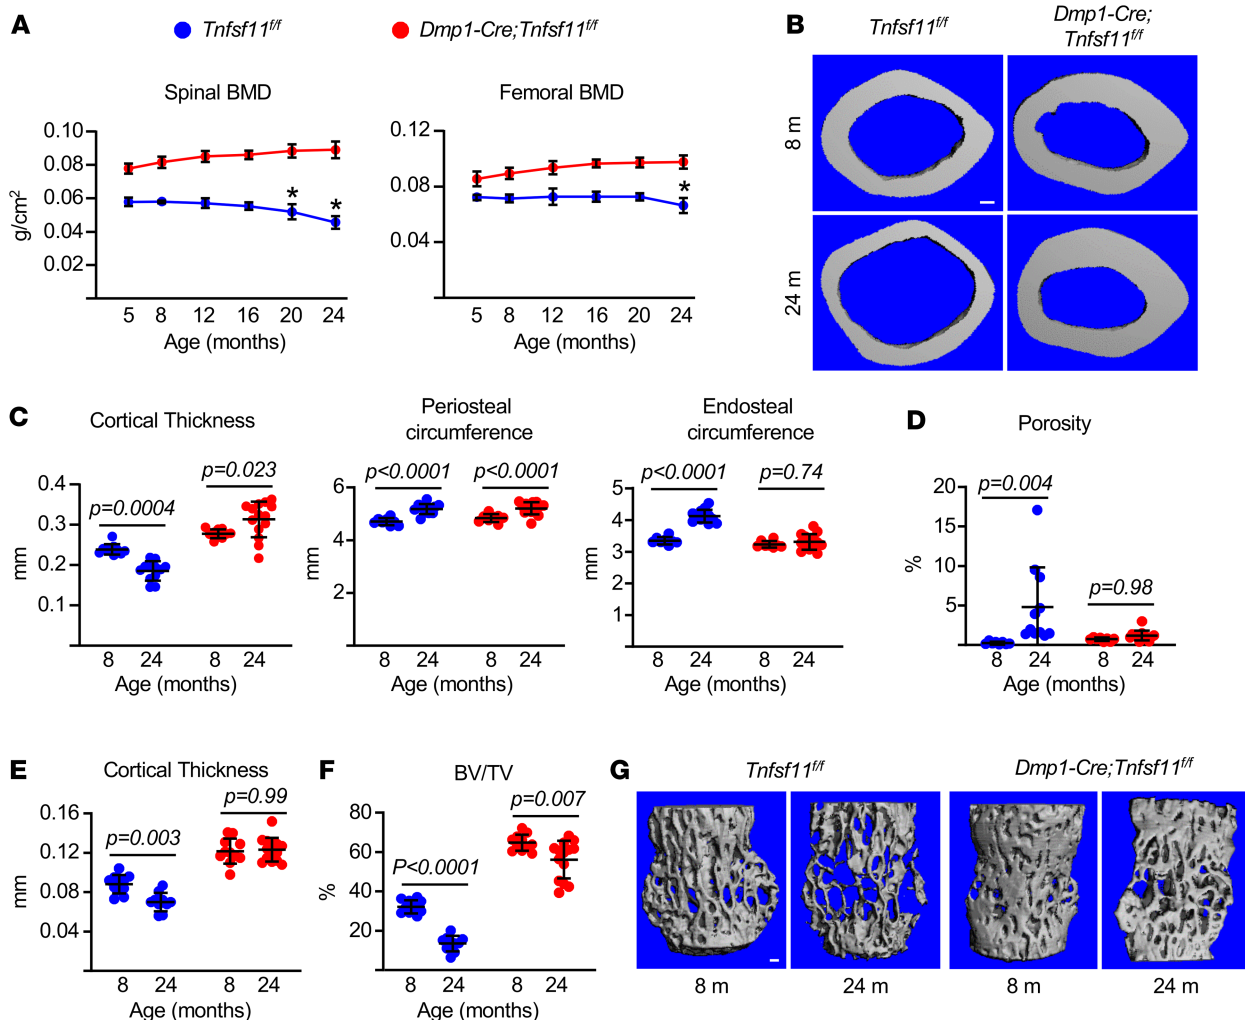 A
Tnfsf11f/f
Dmp1-Cre;Tnfsf11f/f
Spinal BMD
g/cm2
0.10
0.08
0.06
0.04
0.02
*
*
5 8 12 16 20 24
Age (months)
Femoral BMD
0.12
0.08
0.04
*
5 8 12 16 20 24
Age (months)
B
Tnfsf11f/f
Dmp1-Cre;
Tnfsf11f/f
8 m
24 m
C
Cortical Thickness
mm
0.4
0.3
0.2
0.1
p=0.0004
p=0.023
8 24 8 24
Age (months)
Periosteal
circumference
mm
6
4
2
p<0.0001
p<0.0001
8 24 8 24
Age (months)
Endosteal
circumference
mm
5
4
3
2
1
p<0.0001
p=0.74
8 24 8 24
Age (months)
D
Porosity
%
20
15
10
5
p=0.004
p=0.98
8 24 8 24
Age (months)
E
Cortical Thickness
mm
0.16
0.12
0.08
0.04
p=0.003
p=0.99
8 24 8 24
Age (months)
F
BV/TV
%
80
60
40
20
P<0.0001
p=0.007
8 24 8 24
Age (months)
G
Tnfsf11f/f
Dmp1-Cre;Tnfsf11f/f
8 m
24 m
8 m
24 m